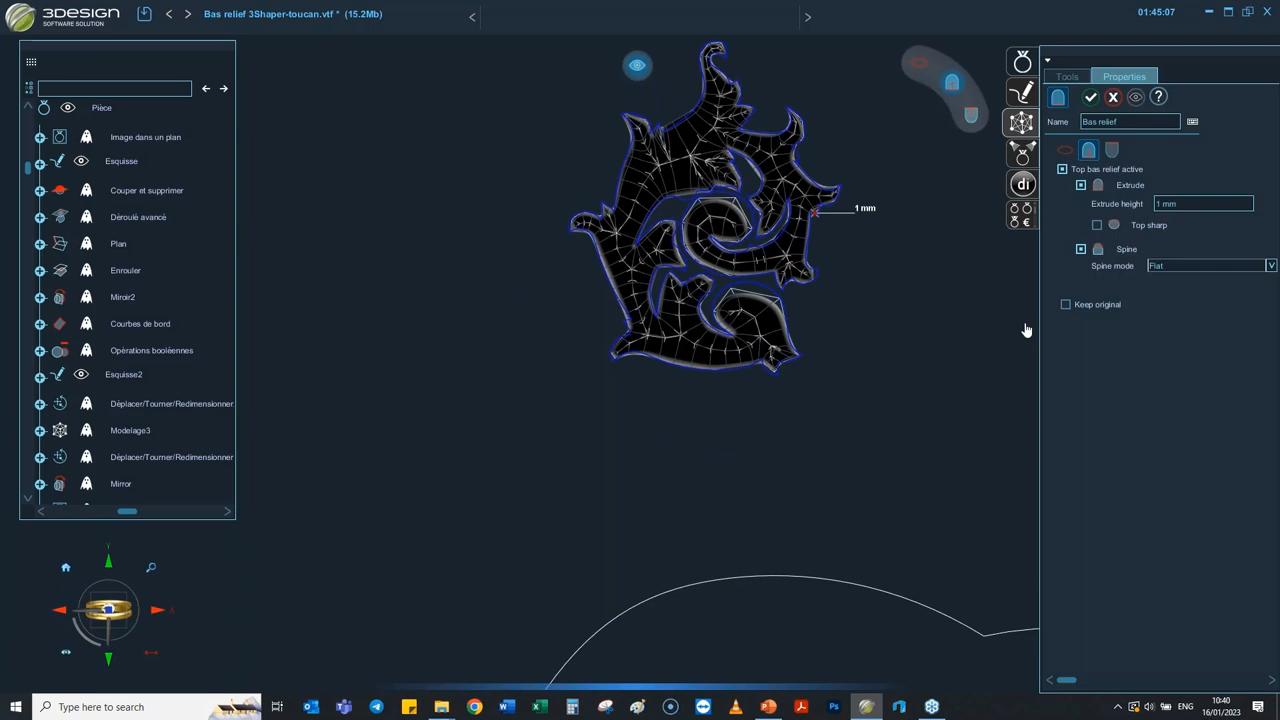 3DESIGN
SOFTWARE SOLUTION
Bas relief 3Shaper-toucan.vtf * (15.2Mb)
01:45:07
Pièce
Image dans un plan
Esquisse
Couper et supprimer
Déroulé avancé
Plan
Enrouler
Miroir2
Courbes de bord
Opérations booléennes
Esquisse2
Déplacer/Tourner/Redimensionner
Modelage3
Déplacer/Tourner/Redimensionner
Mirror
Y
X
1 mm
di
Tools
Properties
?
Name
Bas relief
Top bas relief active
Extrude
Extrude height
1 mm
Top sharp
Spine
Spine mode
Flat
V
Keep original
Type here to search
ENG
10:40
16/01/2023